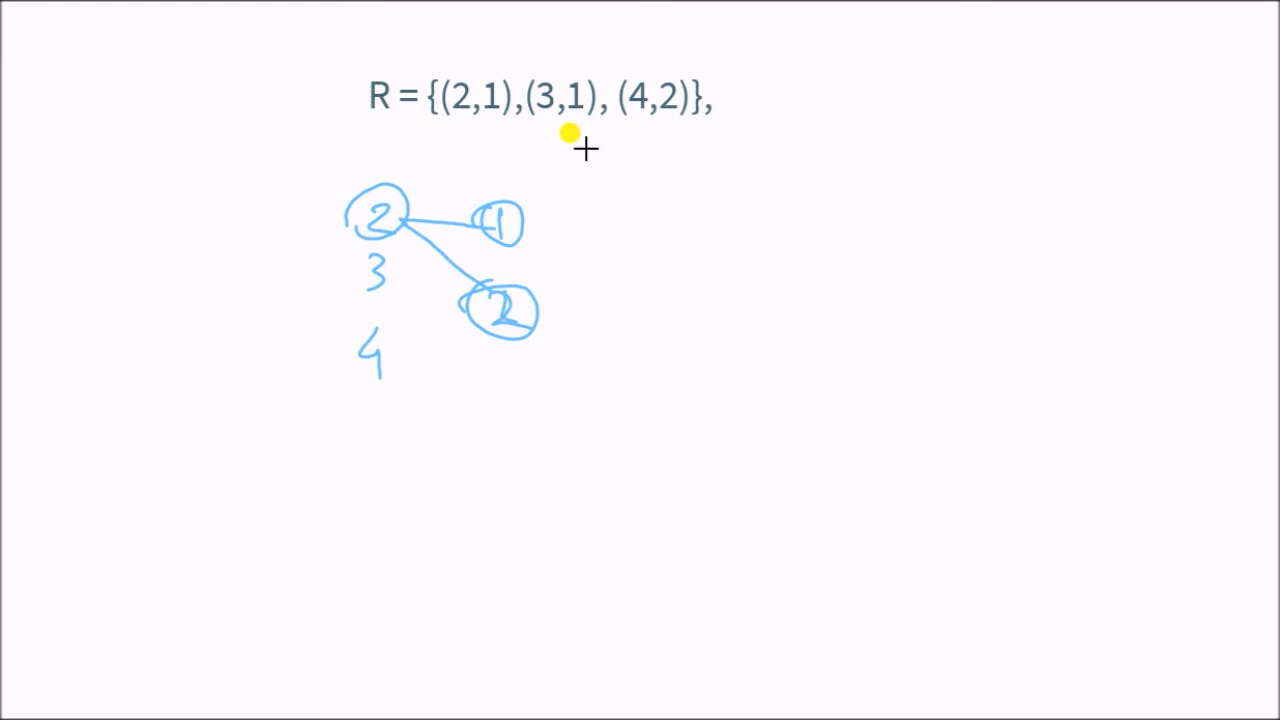 R = {(2,1),(3,1), (4,2)},
2 1
3
2
4